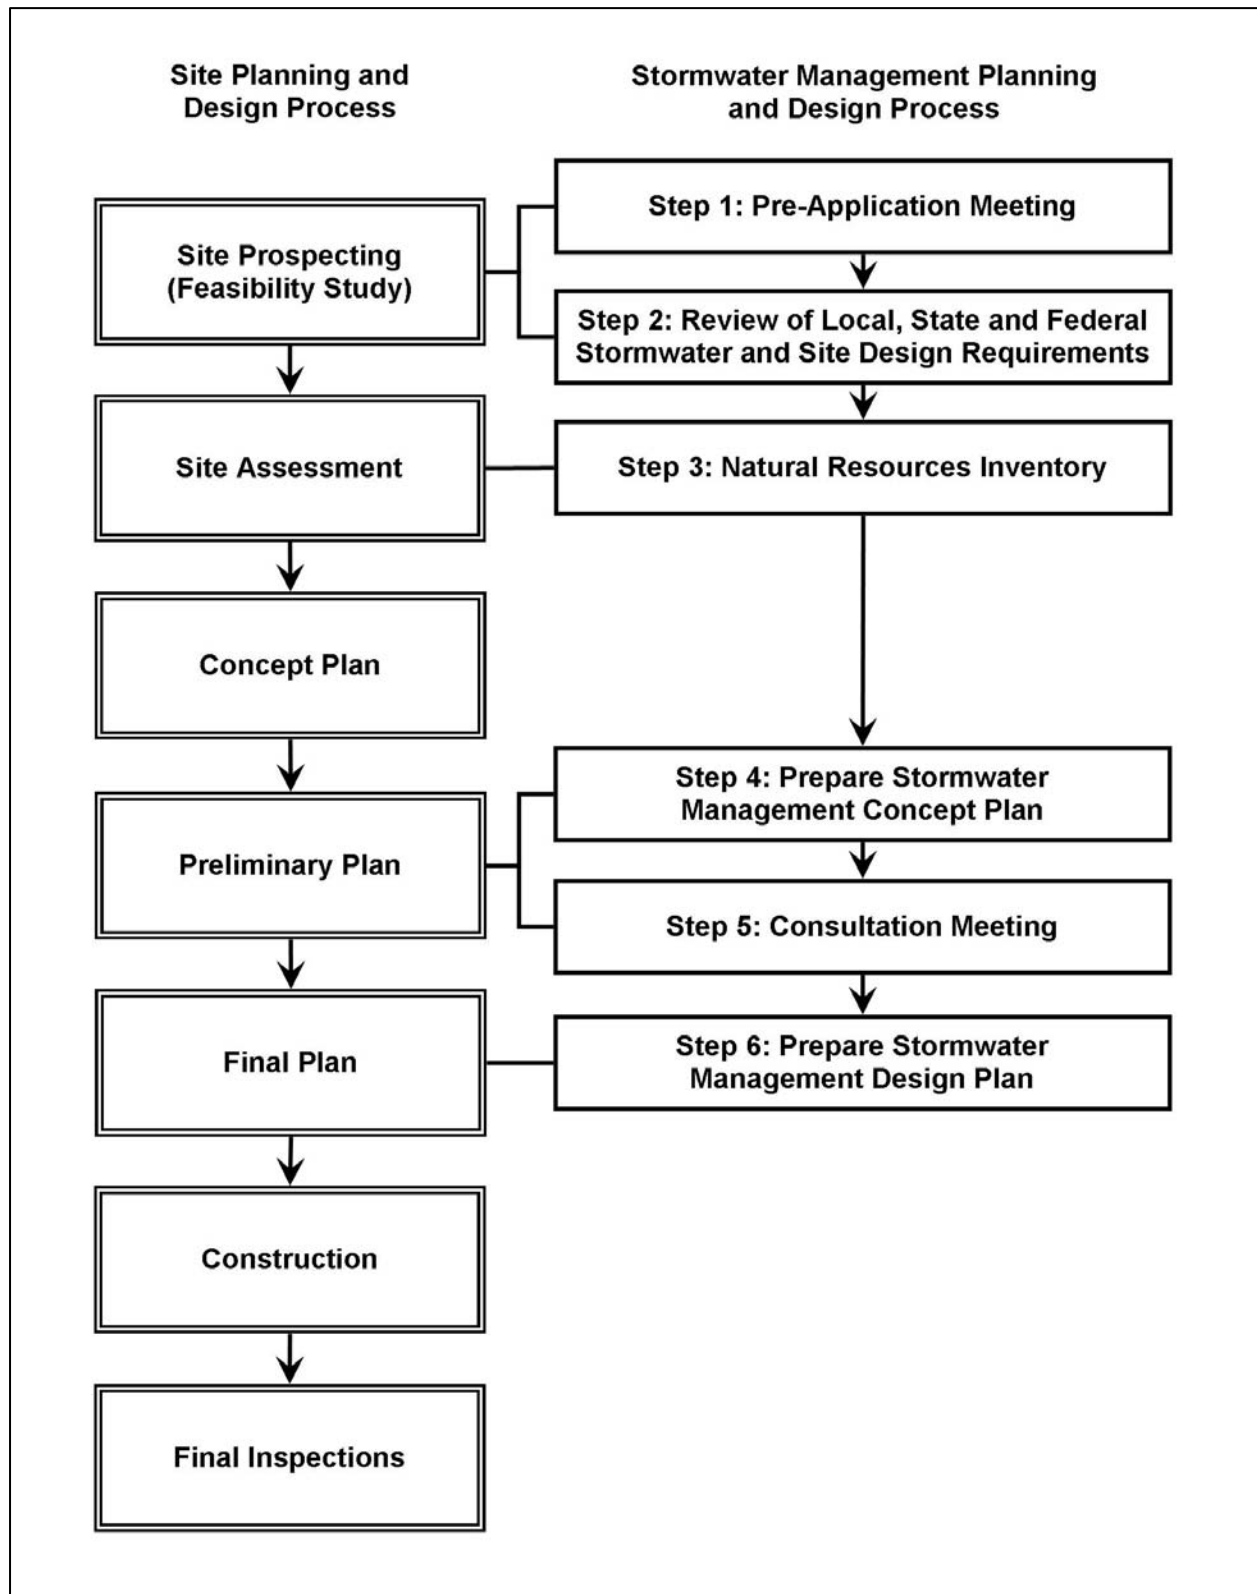 Site Planning and
Design Process
Stormwater Management Planning
and Design Process
Site Prospecting
(Feasibility Study)
Step 1: Pre-Application Meeting
Step 2: Review of Local, State and Federal
Stormwater and Site Design Requirements
Site Assessment
Step 3: Natural Resources Inventory
Concept Plan
Preliminary Plan
Step 4: Prepare Stormwater
Management Concept Plan
Step 5: Consultation Meeting
Final Plan
Step 6: Prepare Stormwater
Management Design Plan
Construction
Final Inspections